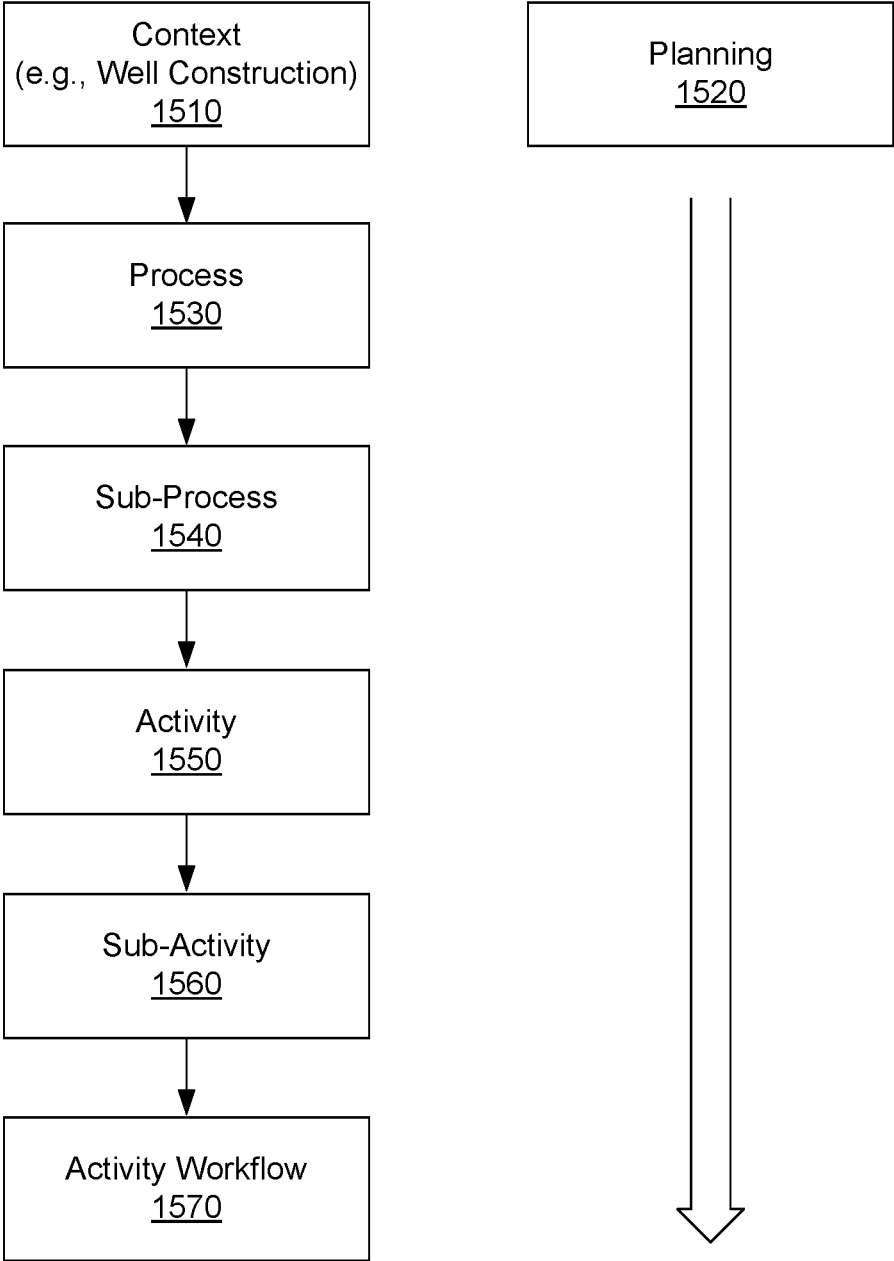 Context
(e.g., Well Construction)
1510
Planning
1520
Process
1530
Sub-Process
1540
Activity
1550
Sub-Activity
1560
Activity Workflow
1570